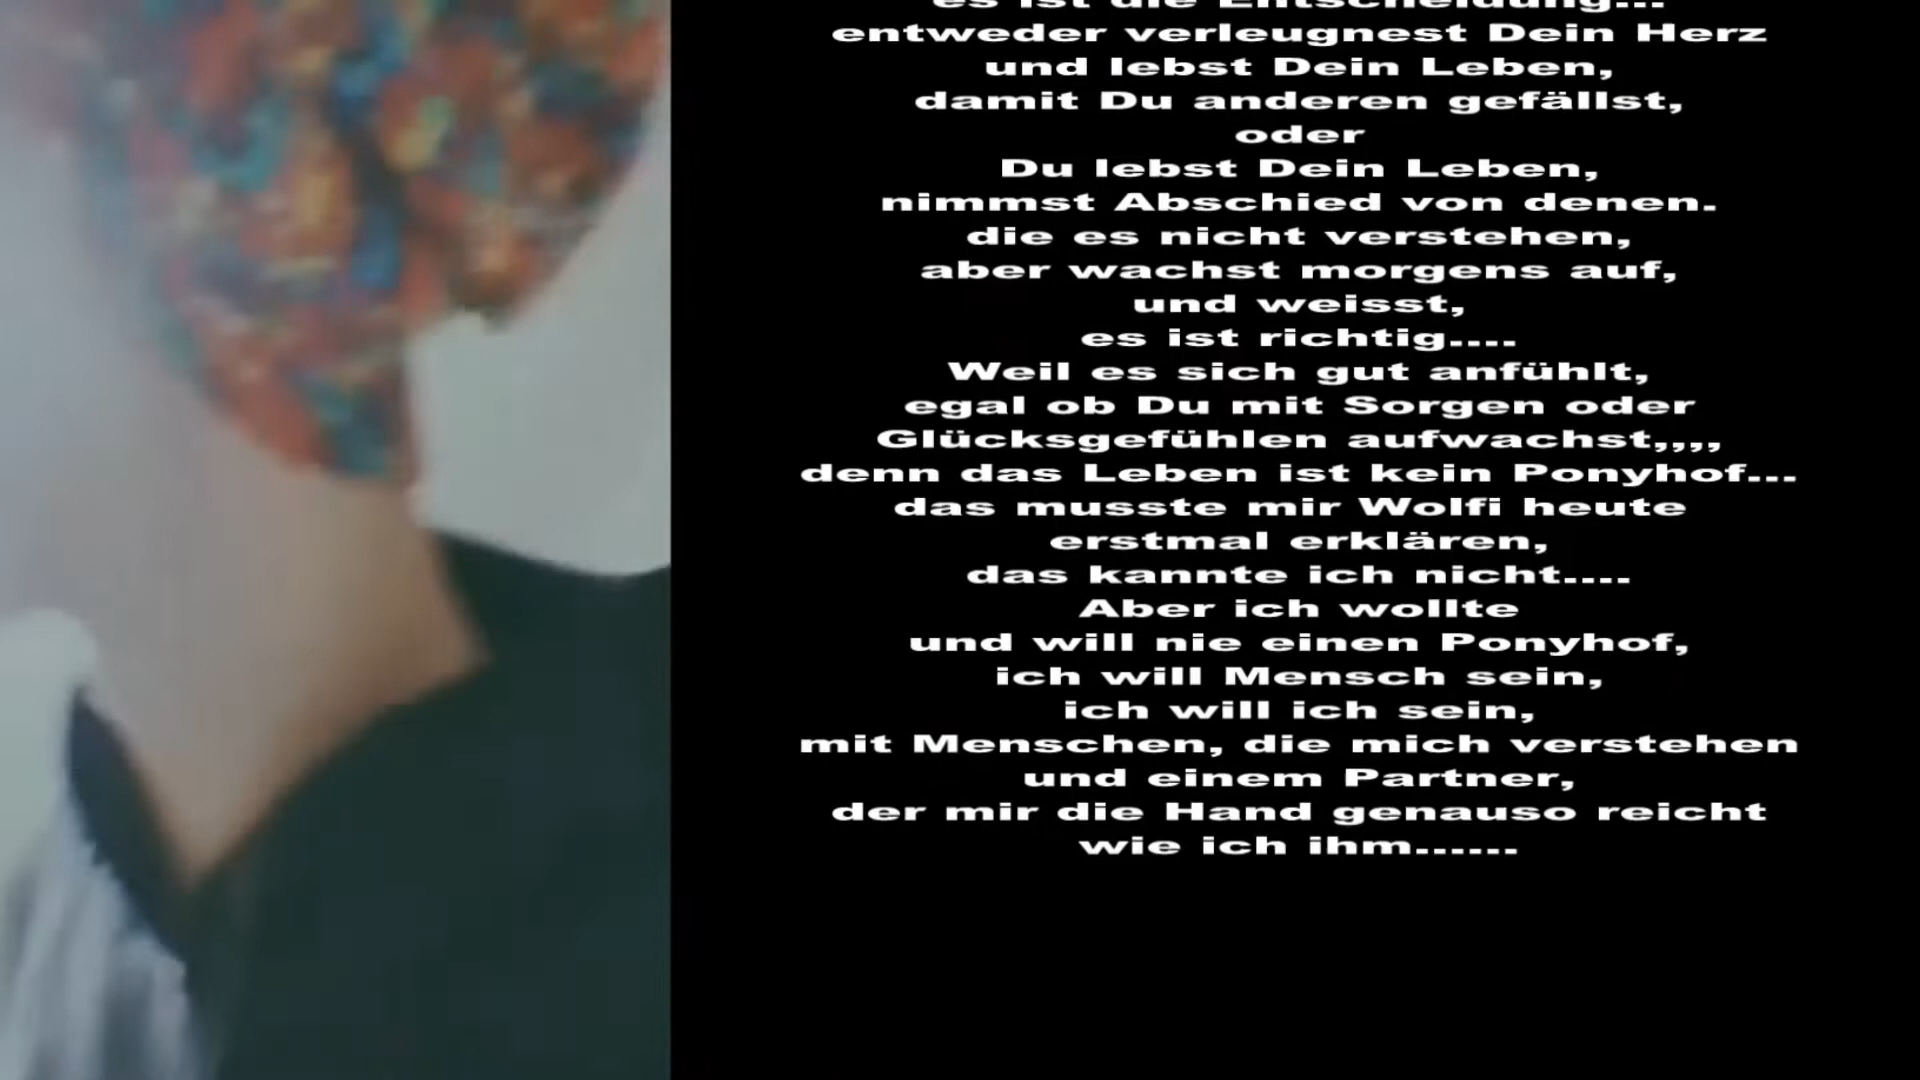 es ist die Entscheidung...
entweder verleugnest Dein Herz
und lebst Dein Leben,
damit Du anderen gefällst,
oder
Du lebst Dein Leben,
nimmst Abschied von denen.
die es nicht verstehen,
aber wachst morgens auf,
und weisst,
es ist richtig....
Weil es sich gut anfühlt,
egal ob Du mit Sorgen oder
Glücksgefühlen aufwachst,,,,
denn das Leben ist kein Ponyhof...
das musste mir Wolfi heute
erstmal erklären,
das kannte ich nicht....
Aber ich wollte
und will nie einen Ponyhof,
ich will Mensch sein,
ich will ich sein,
mit Menschen, die mich verstehen
und einem Partner,
der mir die Hand genauso reicht
wie ich ihm......